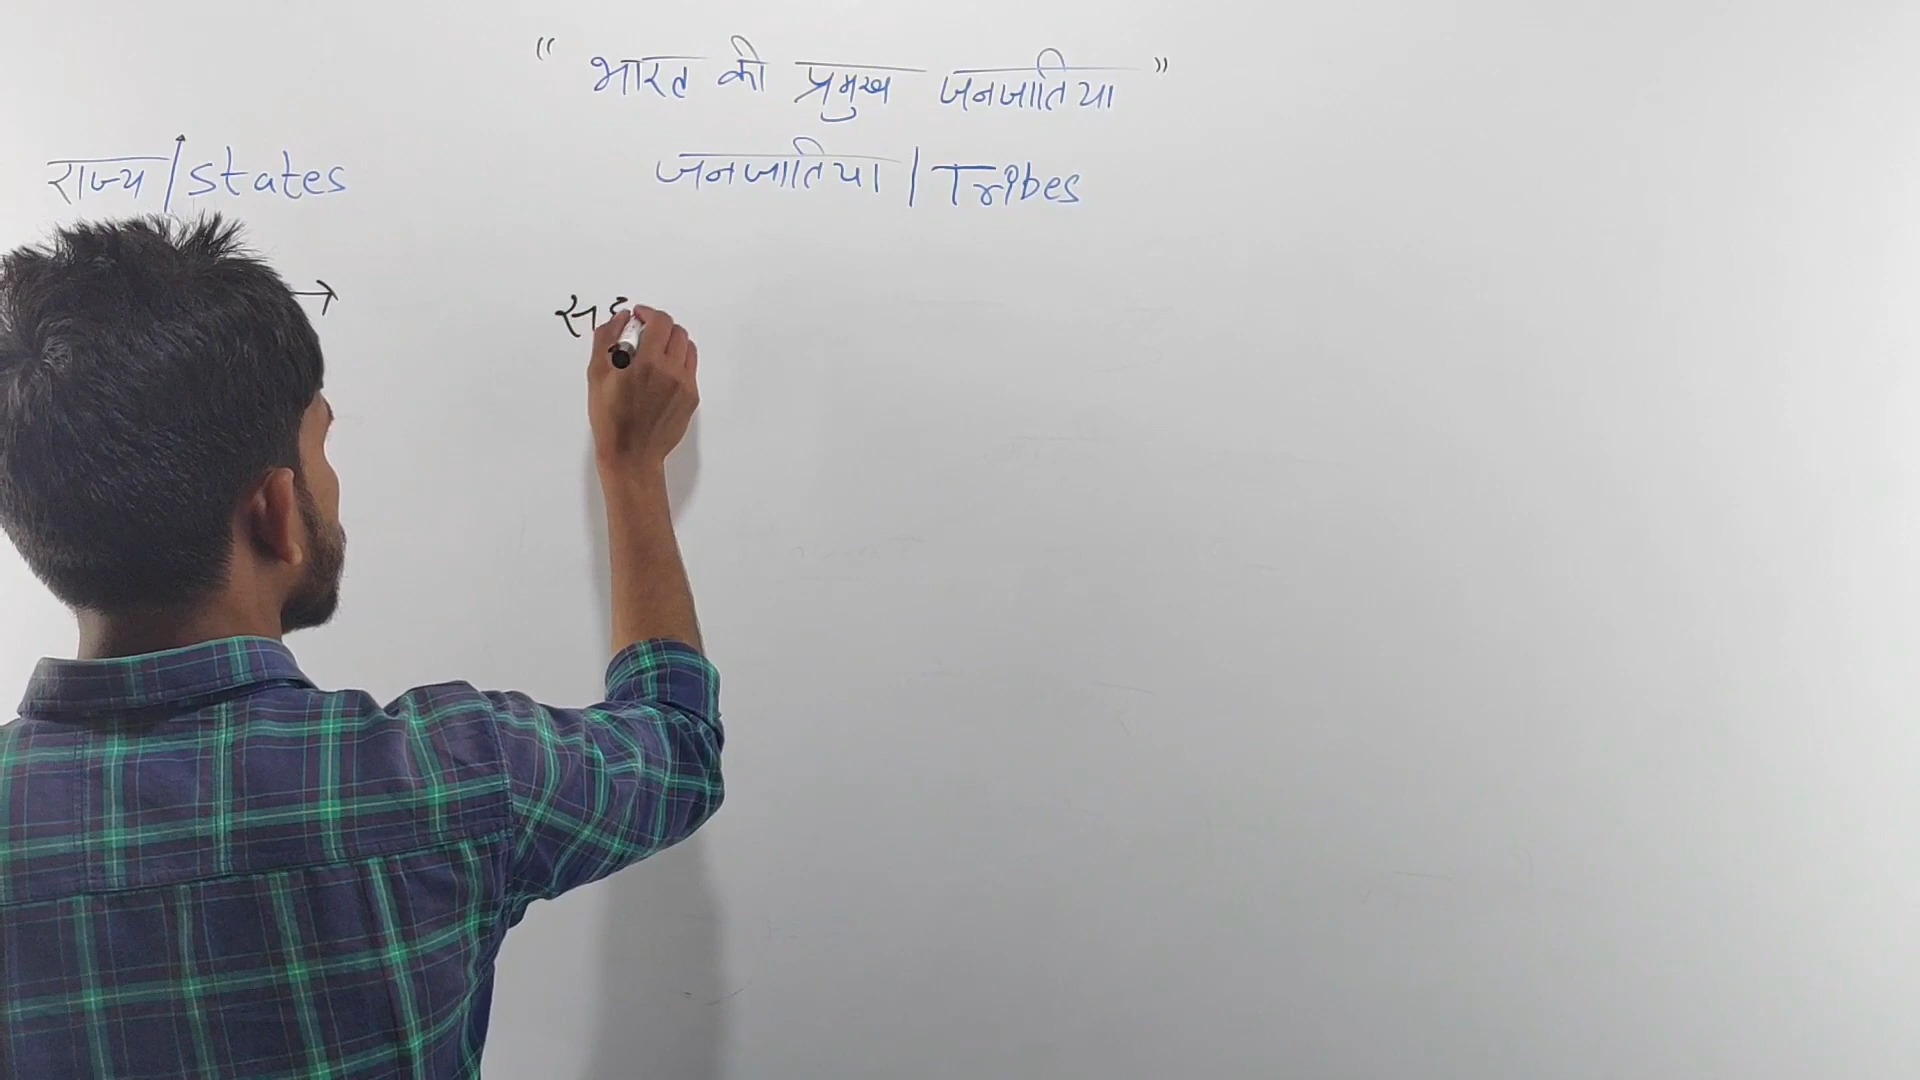 “ भारत की प्रमुख जनजातिया ”
राज्य | States
जनजातिया | Tribes
→